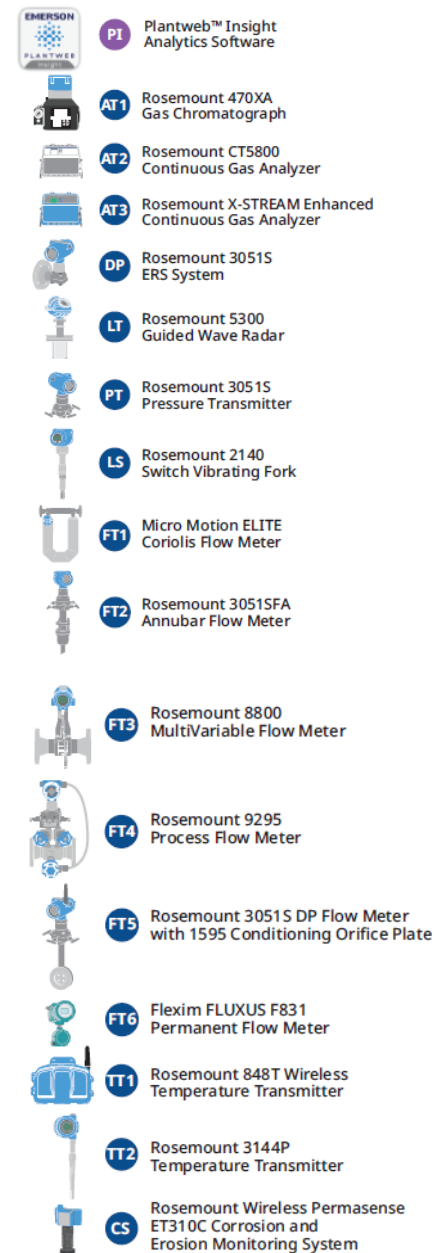 EMERSON
PLANTWEB
insight
PI
Plantweb™ Insight
Analytics Software
AT1
Rosemount 470XA
Gas Chromatograph
AT2
Rosemount CT5800
Continuous Gas Analyzer
AT3
Rosemount X-STREAM Enhanced
Continuous Gas Analyzer
DP
Rosemount 3051S
ERS System
LT
Rosemount 5300
Guided Wave Radar
PT
Rosemount 3051S
Pressure Transmitter
LS
Rosemount 2140
Switch Vibrating Fork
FT1
Micro Motion ELITE
Coriolis Flow Meter
FT2
Rosemount 3051SFA
Annubar Flow Meter
FT3
Rosemount 8800
MultiVariable Flow Meter
FT4
Rosemount 9295
Process Flow Meter
FT5
Rosemount 3051S DP Flow Meter
with 1595 Conditioning Orifice Plate
FT6
Flexim FLUXUS F831
Permanent Flow Meter
TT1
Rosemount 848T Wireless
Temperature Transmitter
TT2
Rosemount 3144P
Temperature Transmitter
CS
Rosemount Wireless Permasense
ET310C Corrosion and
Erosion Monitoring System